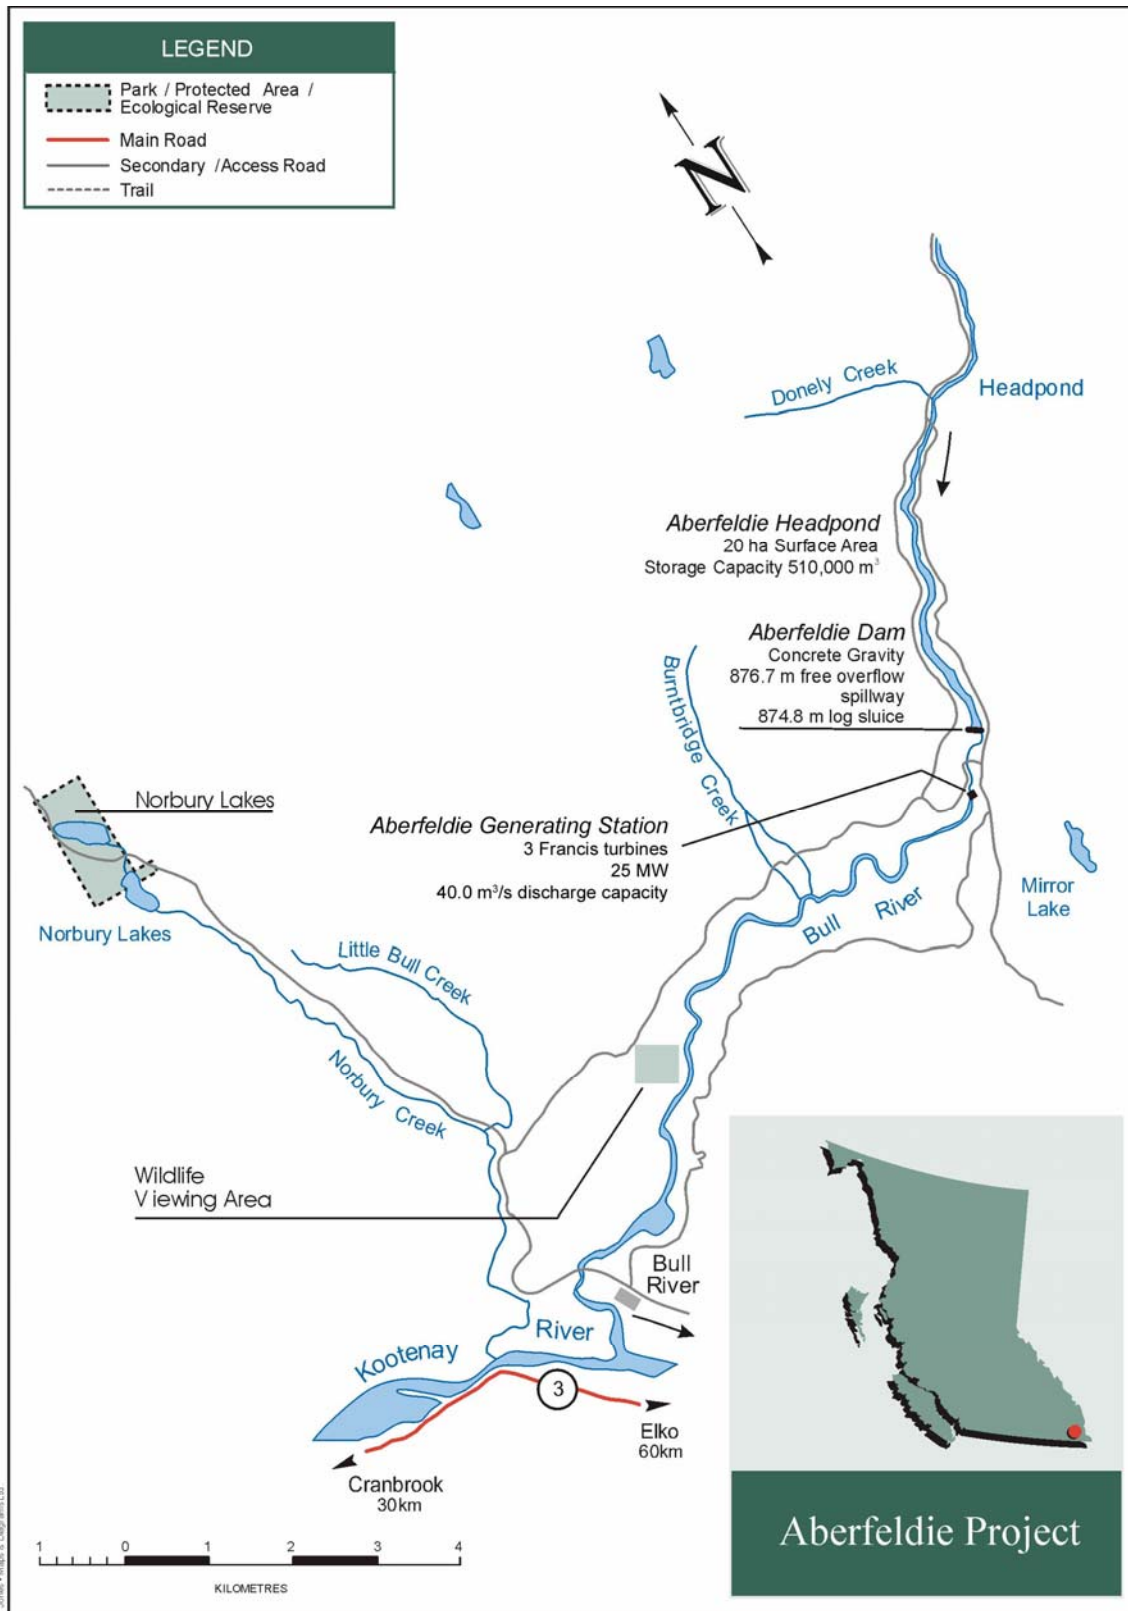 LEGEND
Park / Protected Area /
Ecological Reserve
Main Road
Secondary /Access Road
Trail
N
Donely Creek
Headpond
Aberfeldie Headpond
20 ha Surface Area
Storage Capacity 510,000 m³
Aberfeldie Dam
Concrete Gravity
876.7 m free overflow
spillway
874.8 m log sluice
Burntbridge Creek
Norbury Lakes
Aberfeldie Generating Station
3 Francis turbines
25 MW
40.0 m³/s discharge capacity
Mirror
Lake
Bull River
Norbury Lakes
Little Bull Creek
Norbury Creek
Wildlife
Viewing Area
Bull
River
Kootenay River
3
Elko
60km
Cranbrook
30km
1 0 1 2 3 4
KILOMETRES
Aberfeldie Project